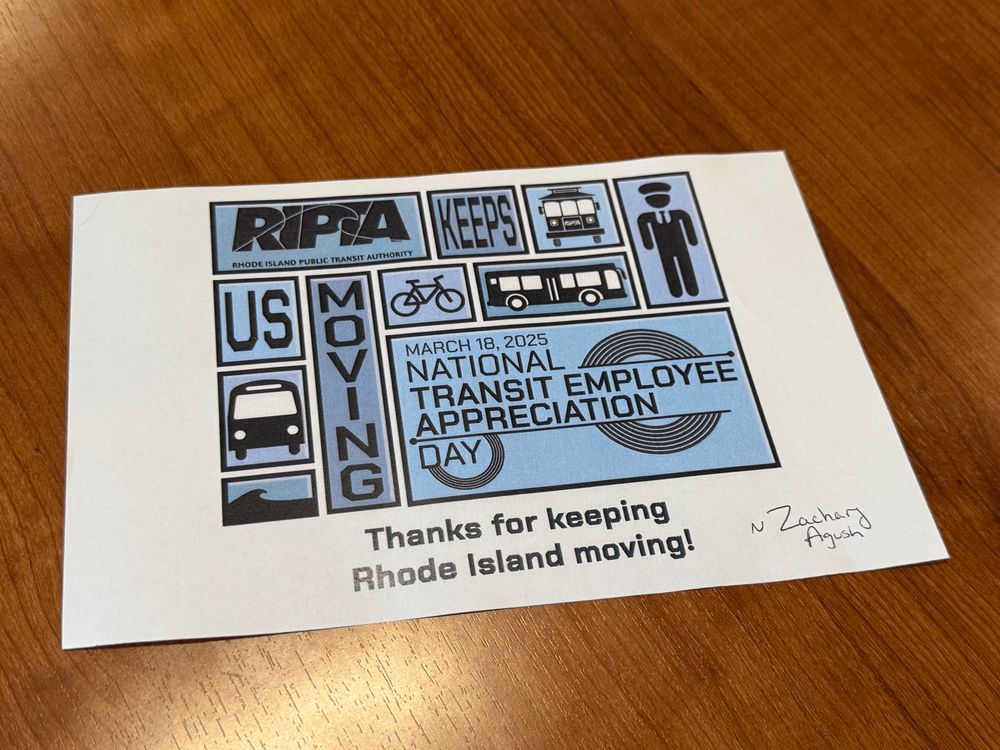 RIPTA
RHODE ISLAND PUBLIC TRANSIT AUTHORITY
KEEPS
US
MOVING
MARCH 18, 2025
NATIONAL
TRANSIT EMPLOYEE
APPRECIATION
DAY
Thanks for keeping
Rhode Island moving!
~ Zachary
Agush